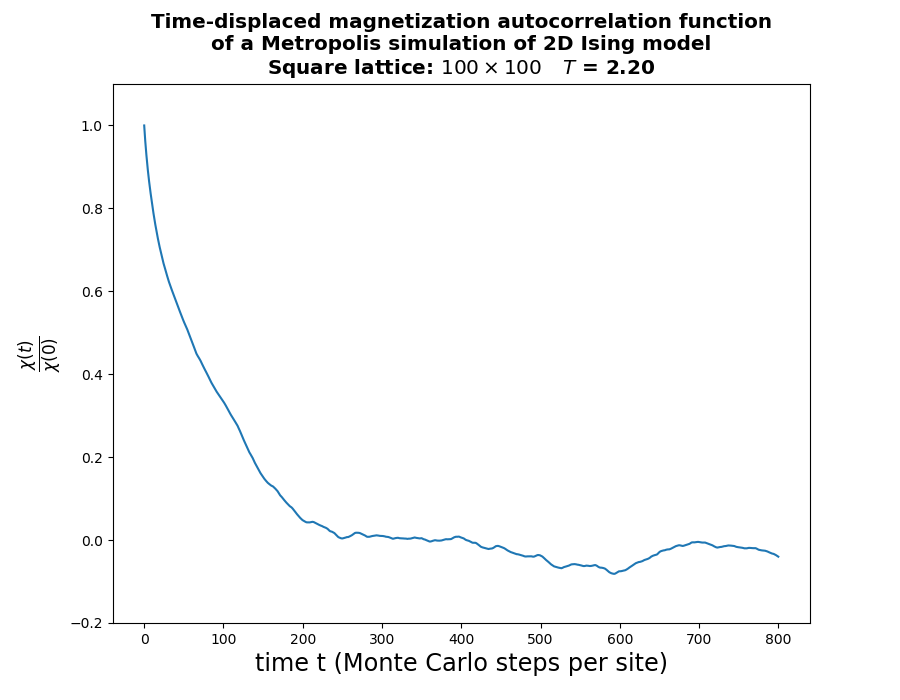 Time-displaced magnetization autocorrelation function
of a Metropolis simulation of 2D Ising model
Square lattice: 100 × 100 T = 2.20
1.0
0.8
0.6
0.4
0.2
0.0
−0.2
χ(t)
χ(0)
0 100 200 300 400 500 600 700 800
time t (Monte Carlo steps per site)